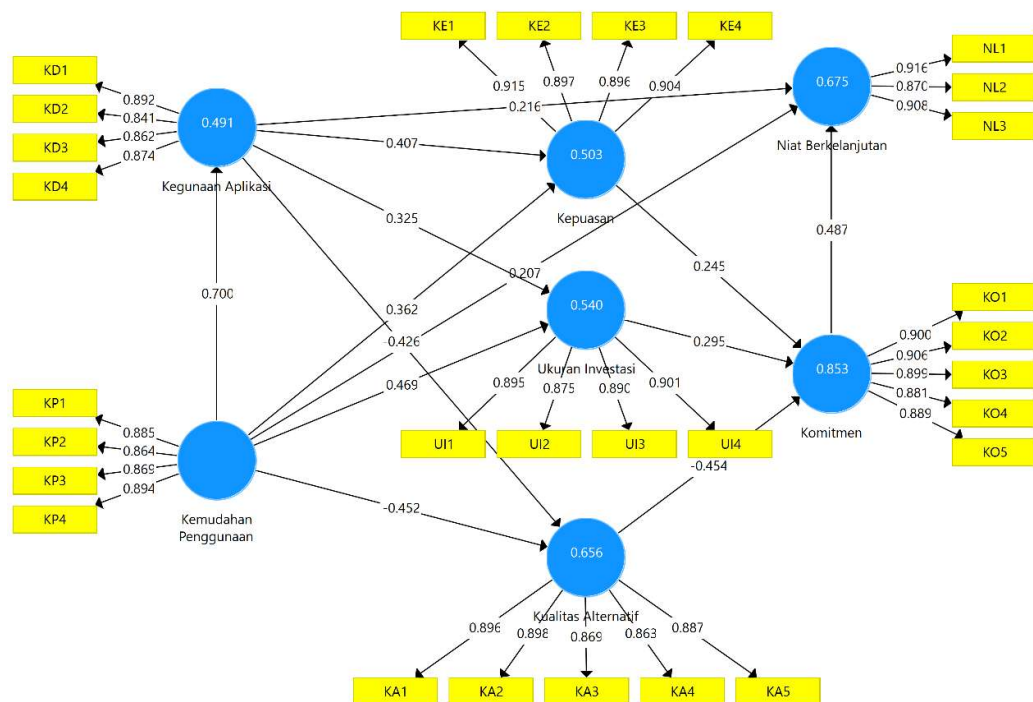 KE1
KE2
KE3
KE4
0.915
0.897
0.896
0.904
KD1
KD2
KD3
KD4
0.892
0.841
0.862
0.874
0.491
Kegunaan Aplikasi
0.216
0.407
0.503
Kepuasan
0.675
Niat Berkelanjutan
0.916
0.870
0.908
NL1
NL2
NL3
0.325
0.700
0.362
-0.426
0.207
0.469
0.245
0.487
0.540
Ukuran Investasi
0.295
0.895
0.875
0.890
0.901
UI1
UI2
UI3
UI4
0.853
Komitmen
0.900
0.906
0.899
0.881
0.889
KO1
KO2
KO3
KO4
KO5
KP1
KP2
KP3
KP4
0.885
0.864
0.869
0.894
Kemudahan
Penggunaan
-0.452
-0.454
0.656
Kualitas Alternatif
0.896
0.898
0.869
0.863
0.887
KA1
KA2
KA3
KA4
KA5